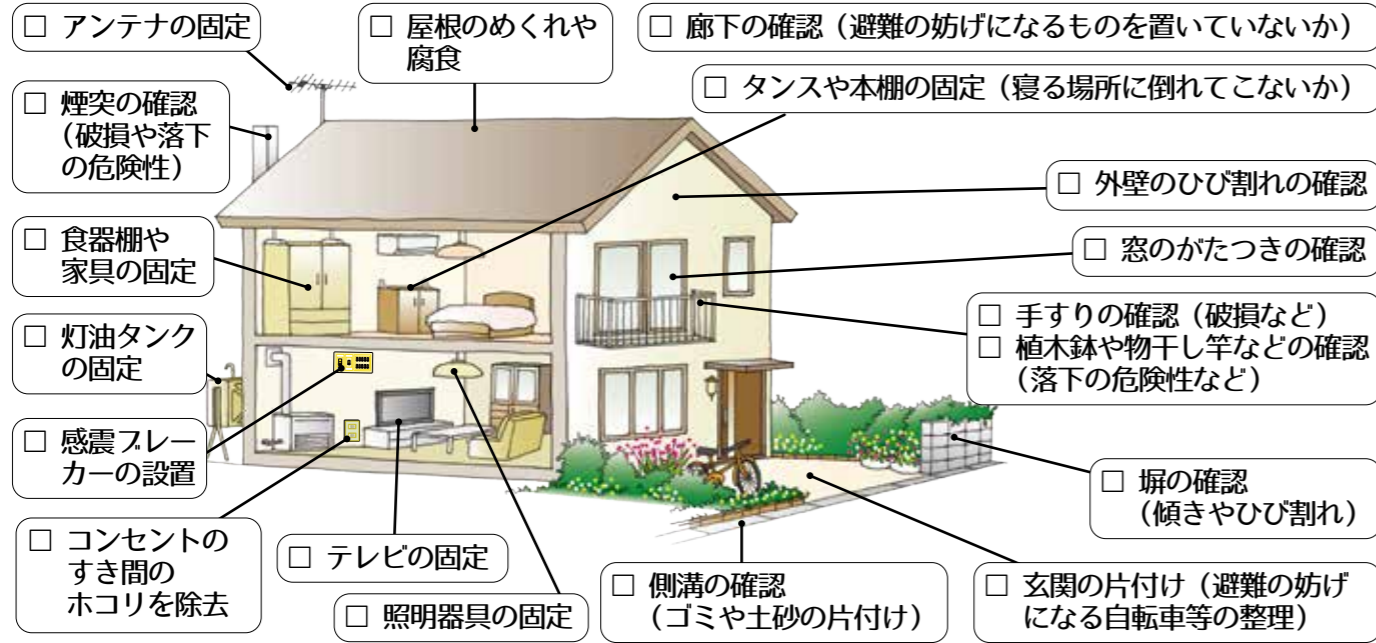 □ アンテナの固定
□ 屋根のめくれや
腐食
□ 廊下の確認（避難の妨げになるものを置いていないか）
□ タンスや本棚の固定（寝る場所に倒れてこないか）
□ 煙突の確認
（破損や落下
の危険性）
□ 外壁のひび割れの確認
□ 食器棚や
家具の固定
□ 窓のがたつきの確認
□ 手すりの確認（破損など）
□ 植木鉢や物干し竿などの確認
（落下の危険性など）
□ 灯油タンク
の固定
□ 感震ブレー
カーの設置
□ 塀の確認
（傾きやひび割れ）
□ コンセントの
すき間の
ホコリを除去
□ テレビの固定
□ 照明器具の固定
□ 側溝の確認
（ゴミや土砂の片付け）
□ 玄関の片付け（避難の妨げ
になる自転車等の整理）